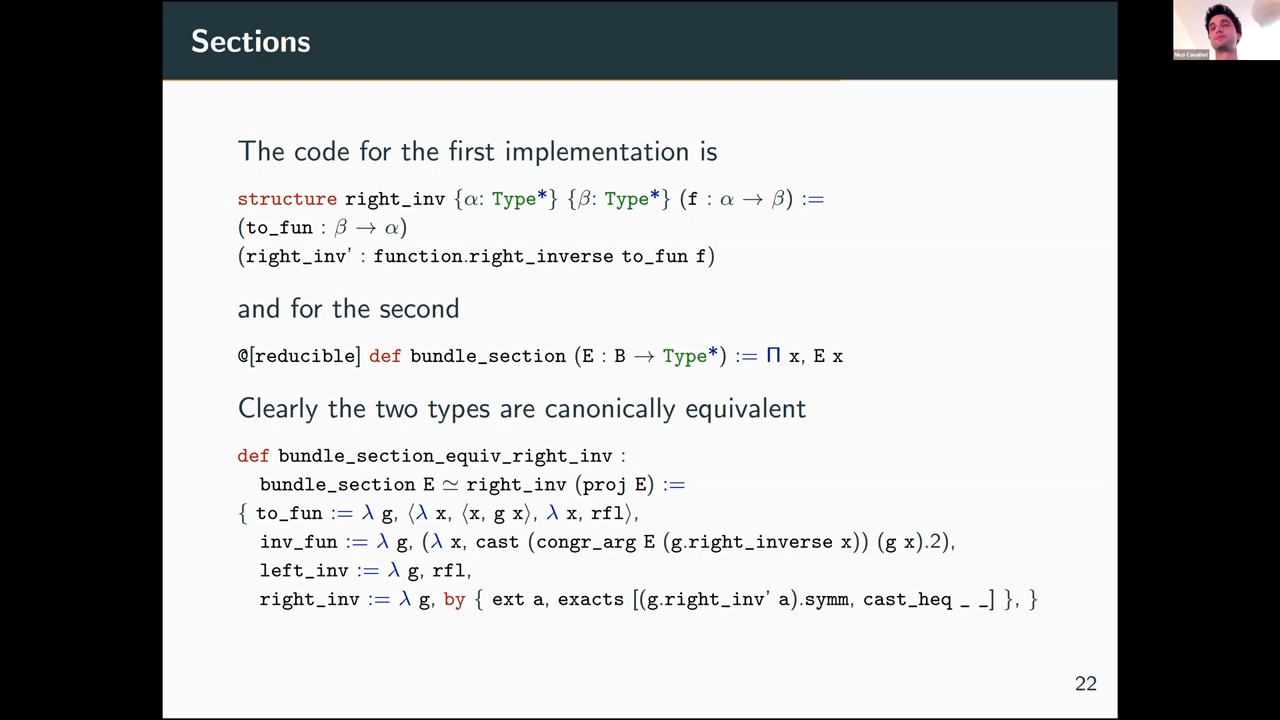 Sections
Nico Cavalleri
The code for the first implementation is
structure right_inv {α: Type*} {β: Type*} (f : α → β) :=
(to_fun : β → α)
(right_inv' : function.right_inverse to_fun f)
and for the second
@[reducible] def bundle_section (E : B → Type*) := Π x, E x
Clearly the two types are canonically equivalent
def bundle_section_equiv_right_inv :
bundle_section E ≃ right_inv (proj E) :=
{ to_fun := λ g, ⟨λ x, ⟨x, g x⟩, λ x, rfl⟩,
inv_fun := λ g, (λ x, cast (congr_arg E (g.right_inverse x)) (g x).2),
left_inv := λ g, rfl,
right_inv := λ g, by { ext a, exacts [(g.right_inv' a).symm, cast_heq _ _] }, }
22